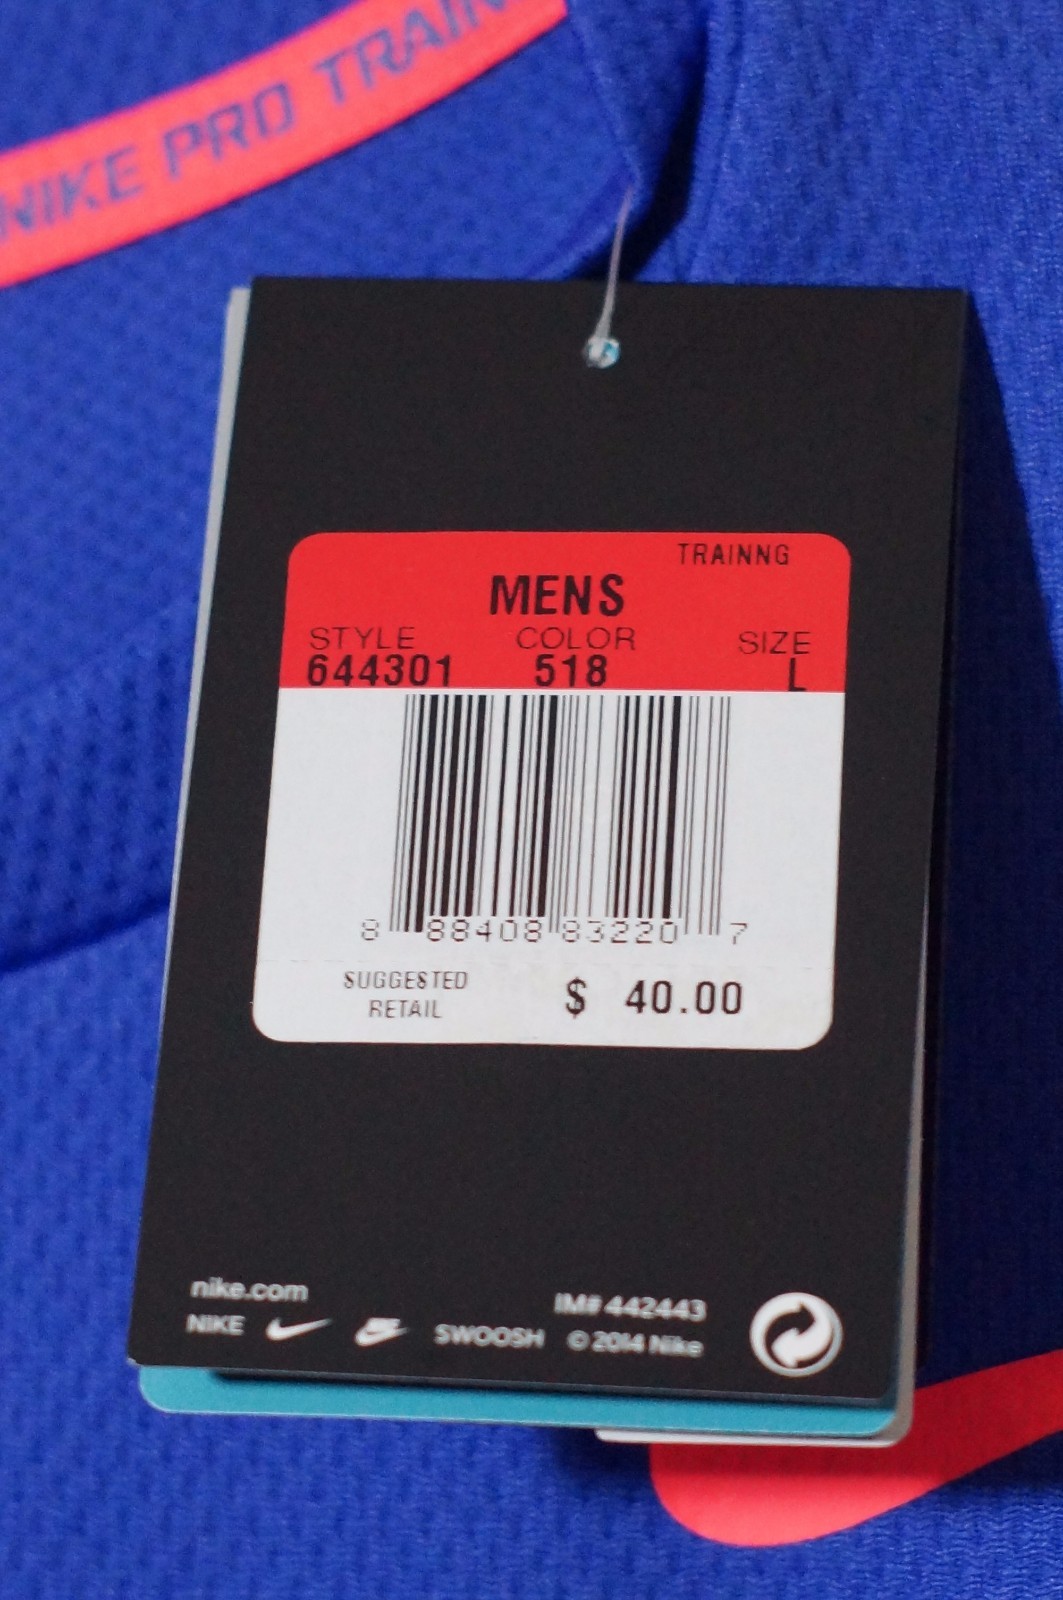 NIKE PRO TRAIN
TRAINNG
MENS
STYLE COLOR SIZE
644301 518 L
8 88408 83220 7
SUGGESTED
RETAIL
$ 40.00
nike.com
IM# 442443
NIKE SWOOSH © 2014 Nike